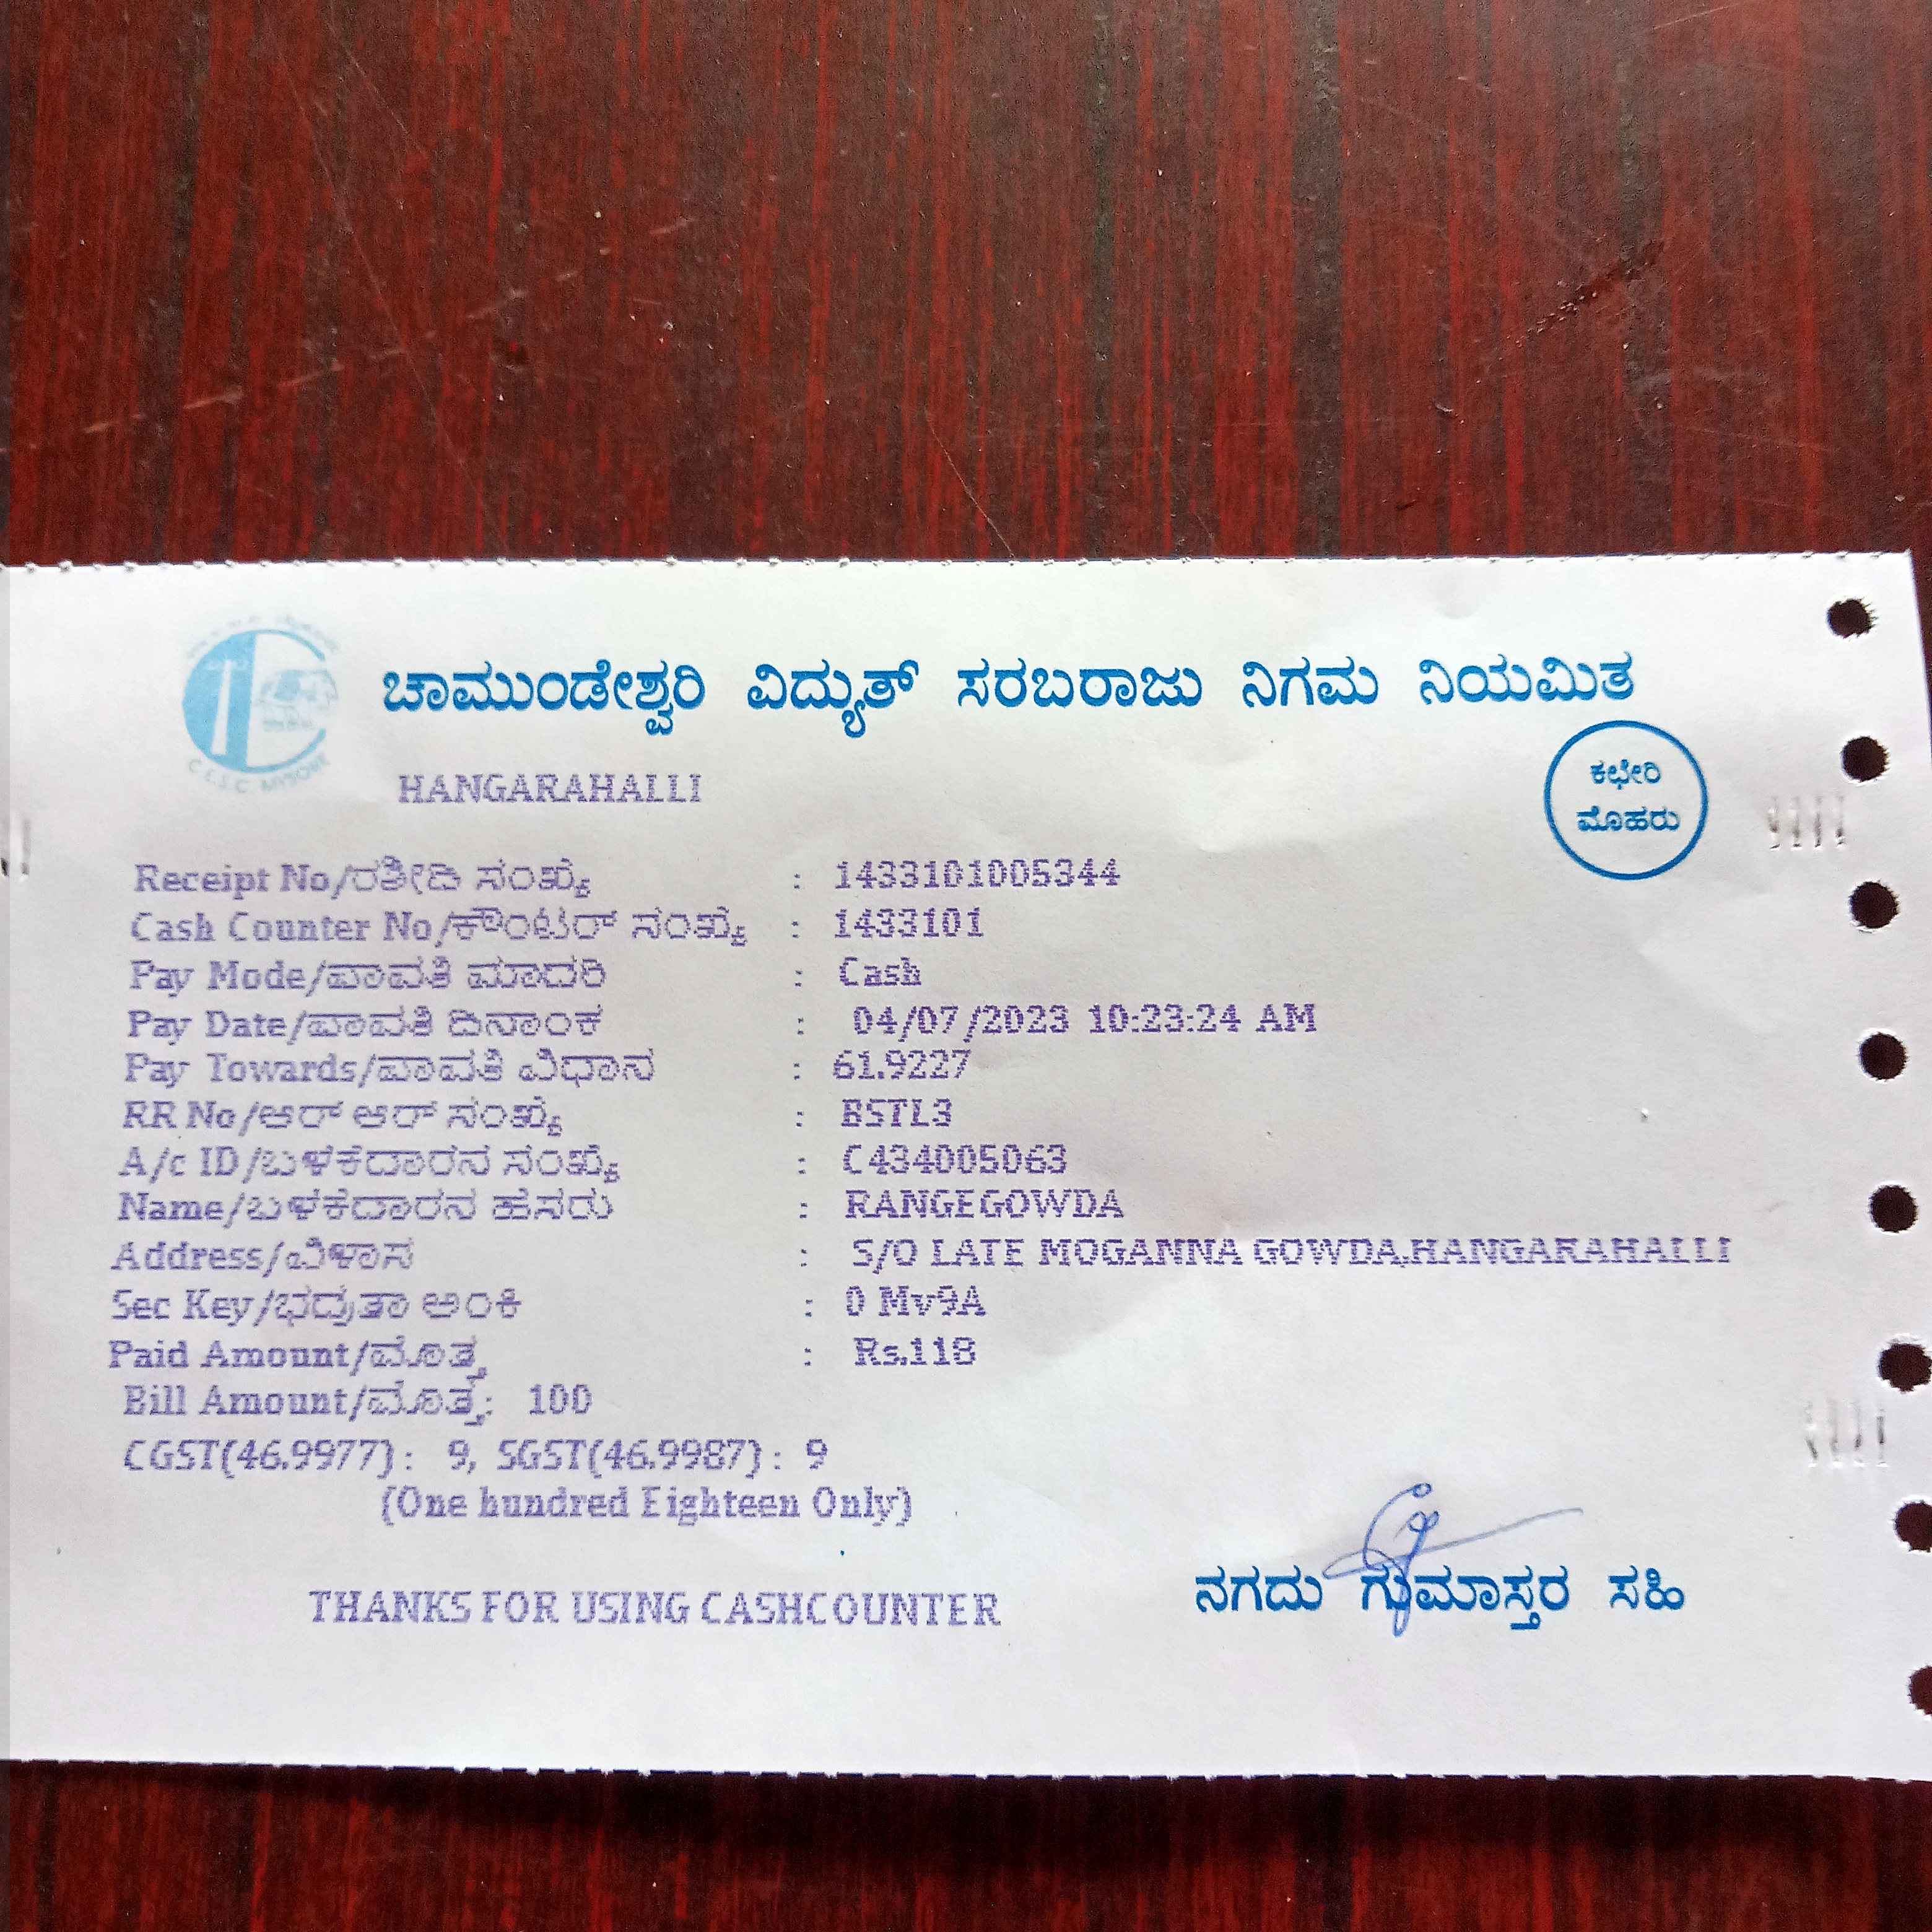 ಚಾಮುಂಡೇಶ್ವರಿ ವಿದ್ಯುತ್ ಸರಬರಾಜು ನಿಗಮ ನಿಯಮಿತ
C.E.S.C MYSORE
HANGARAHALLI
ಕಛೇರಿ
ಮೊಹರು
Receipt No/ರಶೀದಿ ಸಂಖ್ಯೆ : 1433101005344
Cash Counter No/ಕೌಂಟರ್ ಸಂಖ್ಯೆ : 1433101
Pay Mode/ಪಾವತಿ ಮಾದರಿ : Cash
Pay Date/ಪಾವತಿ ದಿನಾಂಕ : 04/07/2023 10:23:24 AM
Pay Towards/ಪಾವತಿ ವಿಧಾನ : 61.9227
RR No/ಆರ್ ಆರ್ ಸಂಖ್ಯೆ : BSTL3
A/c ID/ಬಳಕೆದಾರನ ಸಂಖ್ಯೆ : C434005063
Name/ಬಳಕೆದಾರನ ಹೆಸರು : RANGEGOWDA
Address/ವಿಳಾಸ : S/O LATE MOGANNA GOWDA,HANGARAHALLI
Sec Key/ಭದ್ರತಾ ಅಂಕಿ : 0 Mv9A
Paid Amount/ಮೊತ್ತ : Rs.118
Bill Amount/ಮೊತ್ತ: 100
CGST(46.9977): 9, SGST(46.9987): 9
(One hundred Eighteen Only)
THANKS FOR USING CASHCOUNTER
ನಗದು ಗುಮಾಸ್ತರ ಸಹಿ